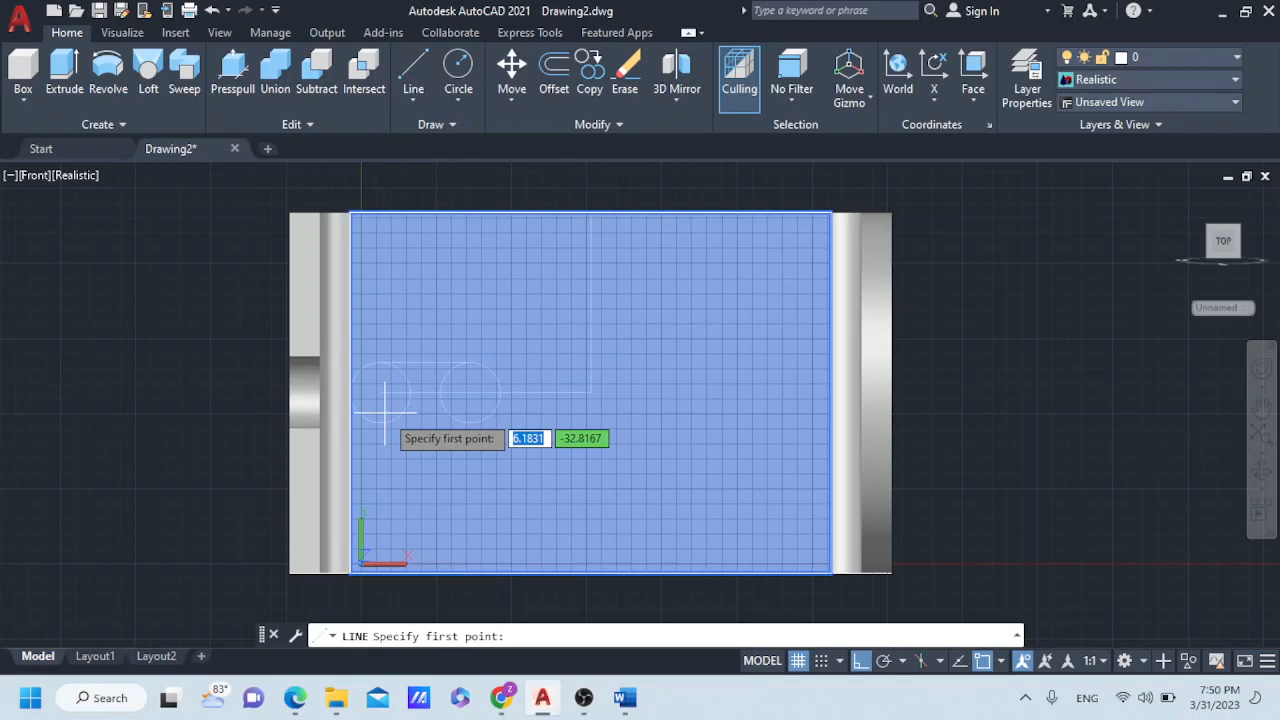 Autodesk AutoCAD 2021 Drawing2.dwg
Type a keyword or phrase
Sign In
Home Visualize Insert View Manage Output Add-ins Collaborate Express Tools Featured Apps
Box Extrude Revolve Loft Sweep
Presspull Union Subtract Intersect
Line Circle
Move Offset Copy Erase 3D Mirror
Culling No Filter Move Gizmo
World X Face
Layer Properties
0
Realistic
Unsaved View
Create Edit Draw Modify Selection Coordinates Layers & View
Start Drawing2*
[−][Front][Realistic]
TOP
Unnamed
Specify first point: 6.1831 -32.8167
X
LINE Specify first point:
Model Layout1 Layout2
MODEL 1:1
Search
83°
ENG
7:50 PM
3/31/2023